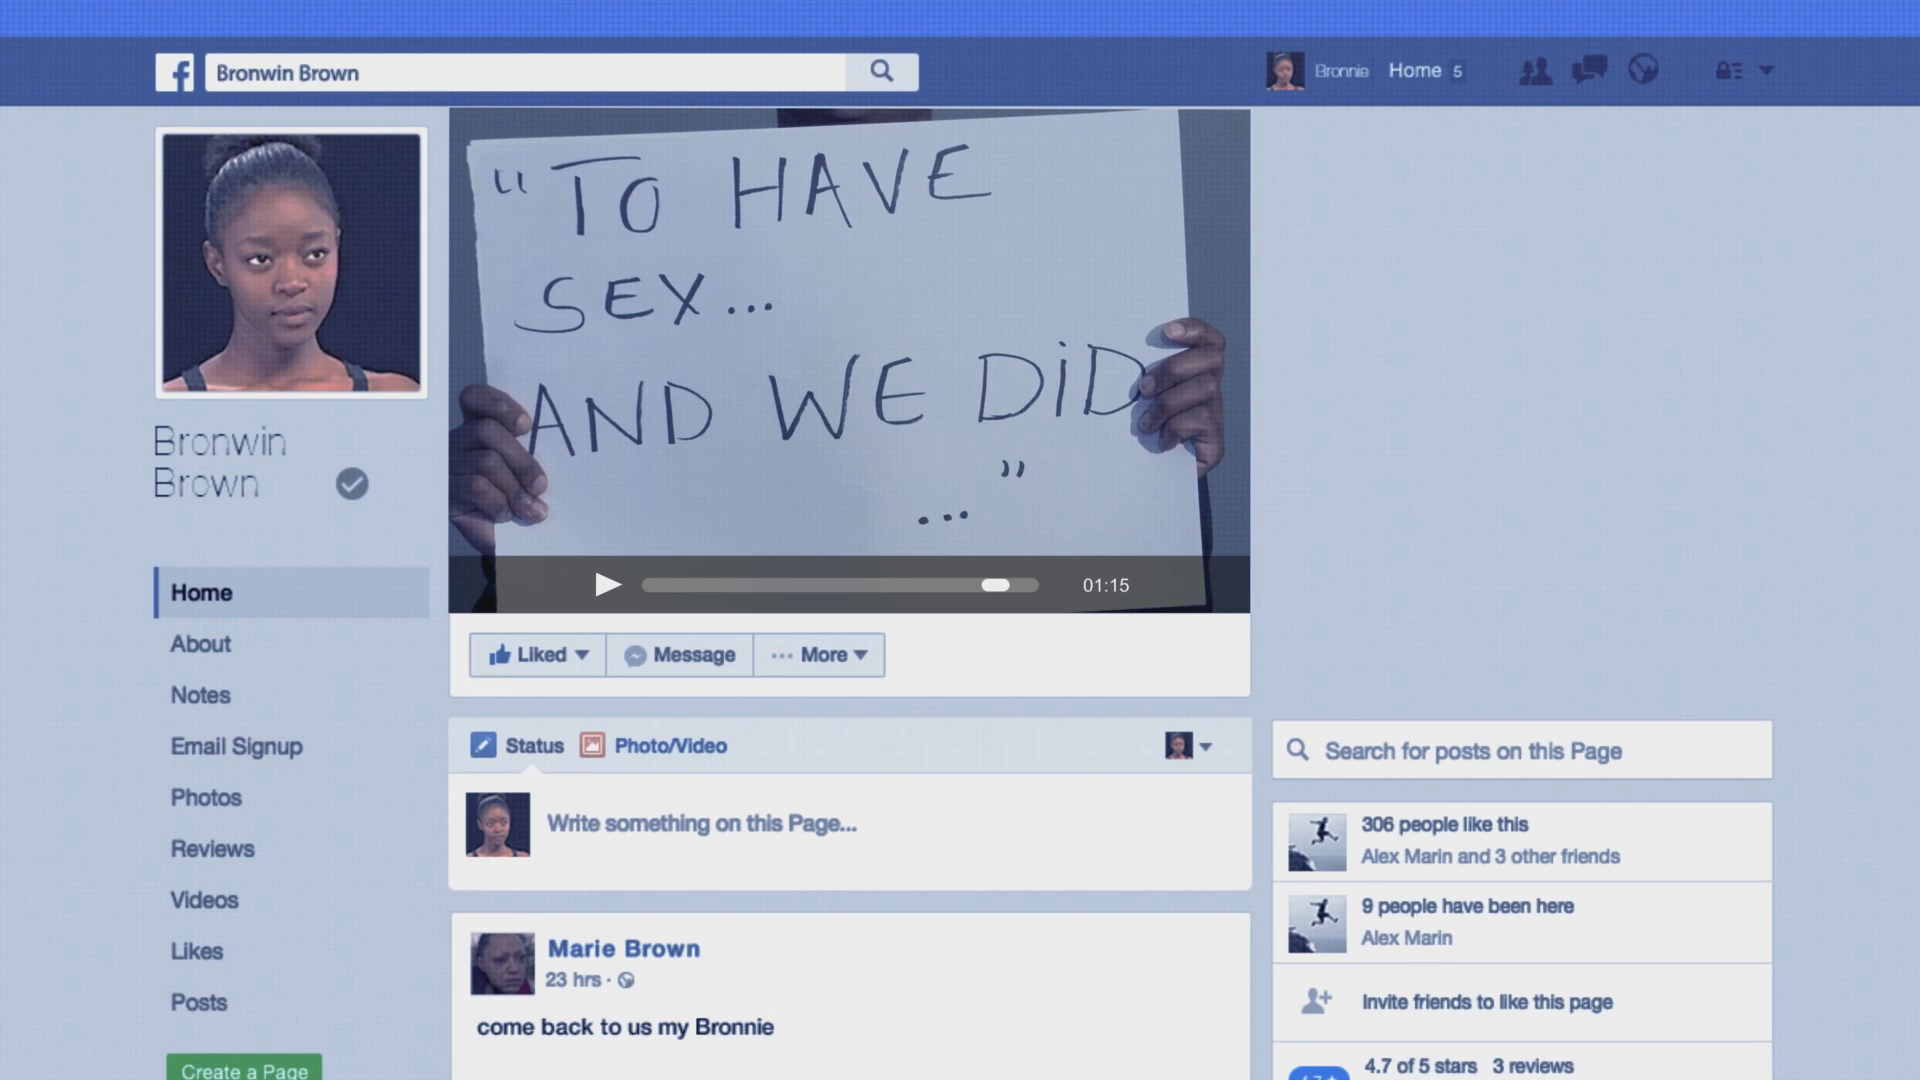 f
Bronwin Brown
Bronnie Home 5
Bronwin
Brown
Home
About
Notes
Email Signup
Photos
Reviews
Videos
Likes
Posts
Create a Page
“TO HAVE
SEX...
AND WE DiD
... ”
01:15
Liked Message ... More
Status Photo/Video
Write something on this Page...
Marie Brown
23 hrs ·
come back to us my Bronnie
Search for posts on this Page
306 people like this
Alex Marin and 3 other friends
9 people have been here
Alex Marin
Invite friends to like this page
4.7 of 5 stars 3 reviews